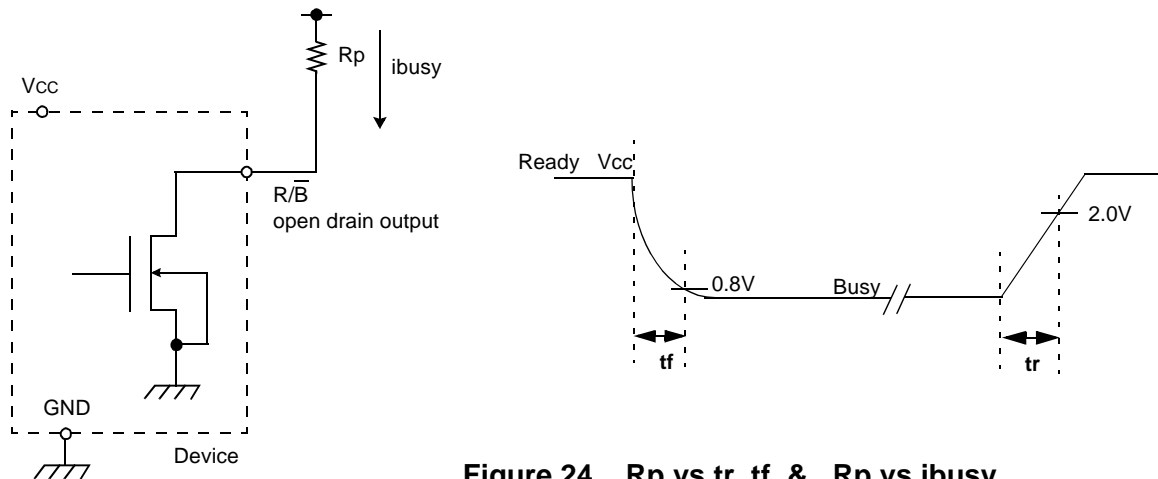 Rp
ibusy
Vcc
Ready Vcc
R/B̅
open drain output
2.0V
0.8V
Busy
tf
tr
GND
Device
Figure 24 Rp vs tr ,tf & Rp vs ibusy